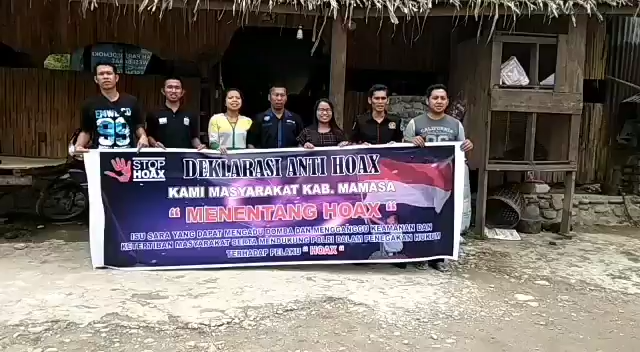 STOP
HOAX
DEKLARASI ANTI HOAX
KAMI MASYARAKAT KAB. MAMASA
“ MENENTANG HOAX “
ISU SARA YANG DAPAT MENGADU DOMBA DAN MENGGANGGU KEAMANAN DAN
KETERTIBAN MASYARAKAT SERTA MENDUKUNG POLRI DALAM PENEGAKAN HUKUM
TERHADAP PELAKU “ HOAX “
CALIFORNIA